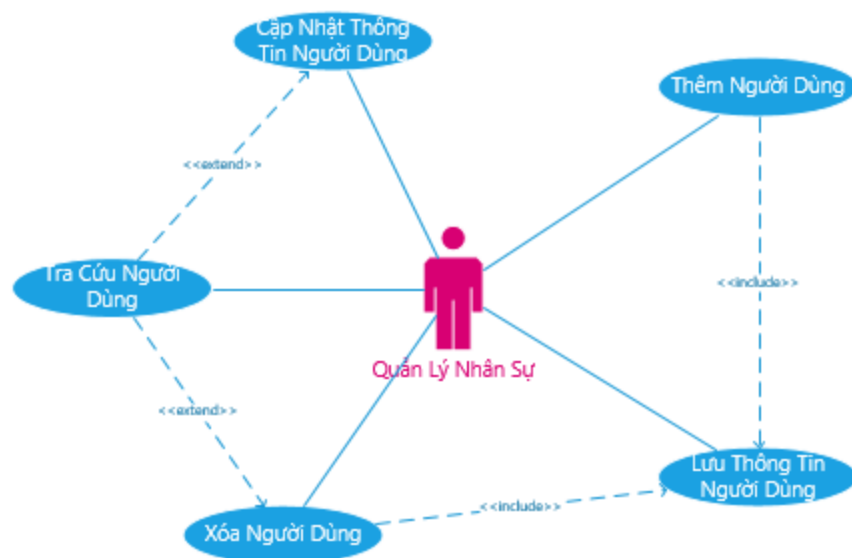 Cập Nhật Thông
Tin Người Dùng
Thêm Người Dùng
<<extend>>
Tra Cứu Người
Dùng
<<include>>
Quản Lý Nhân Sự
<<extend>>
Lưu Thông Tin
Người Dùng
<<include>>
Xóa Người Dùng